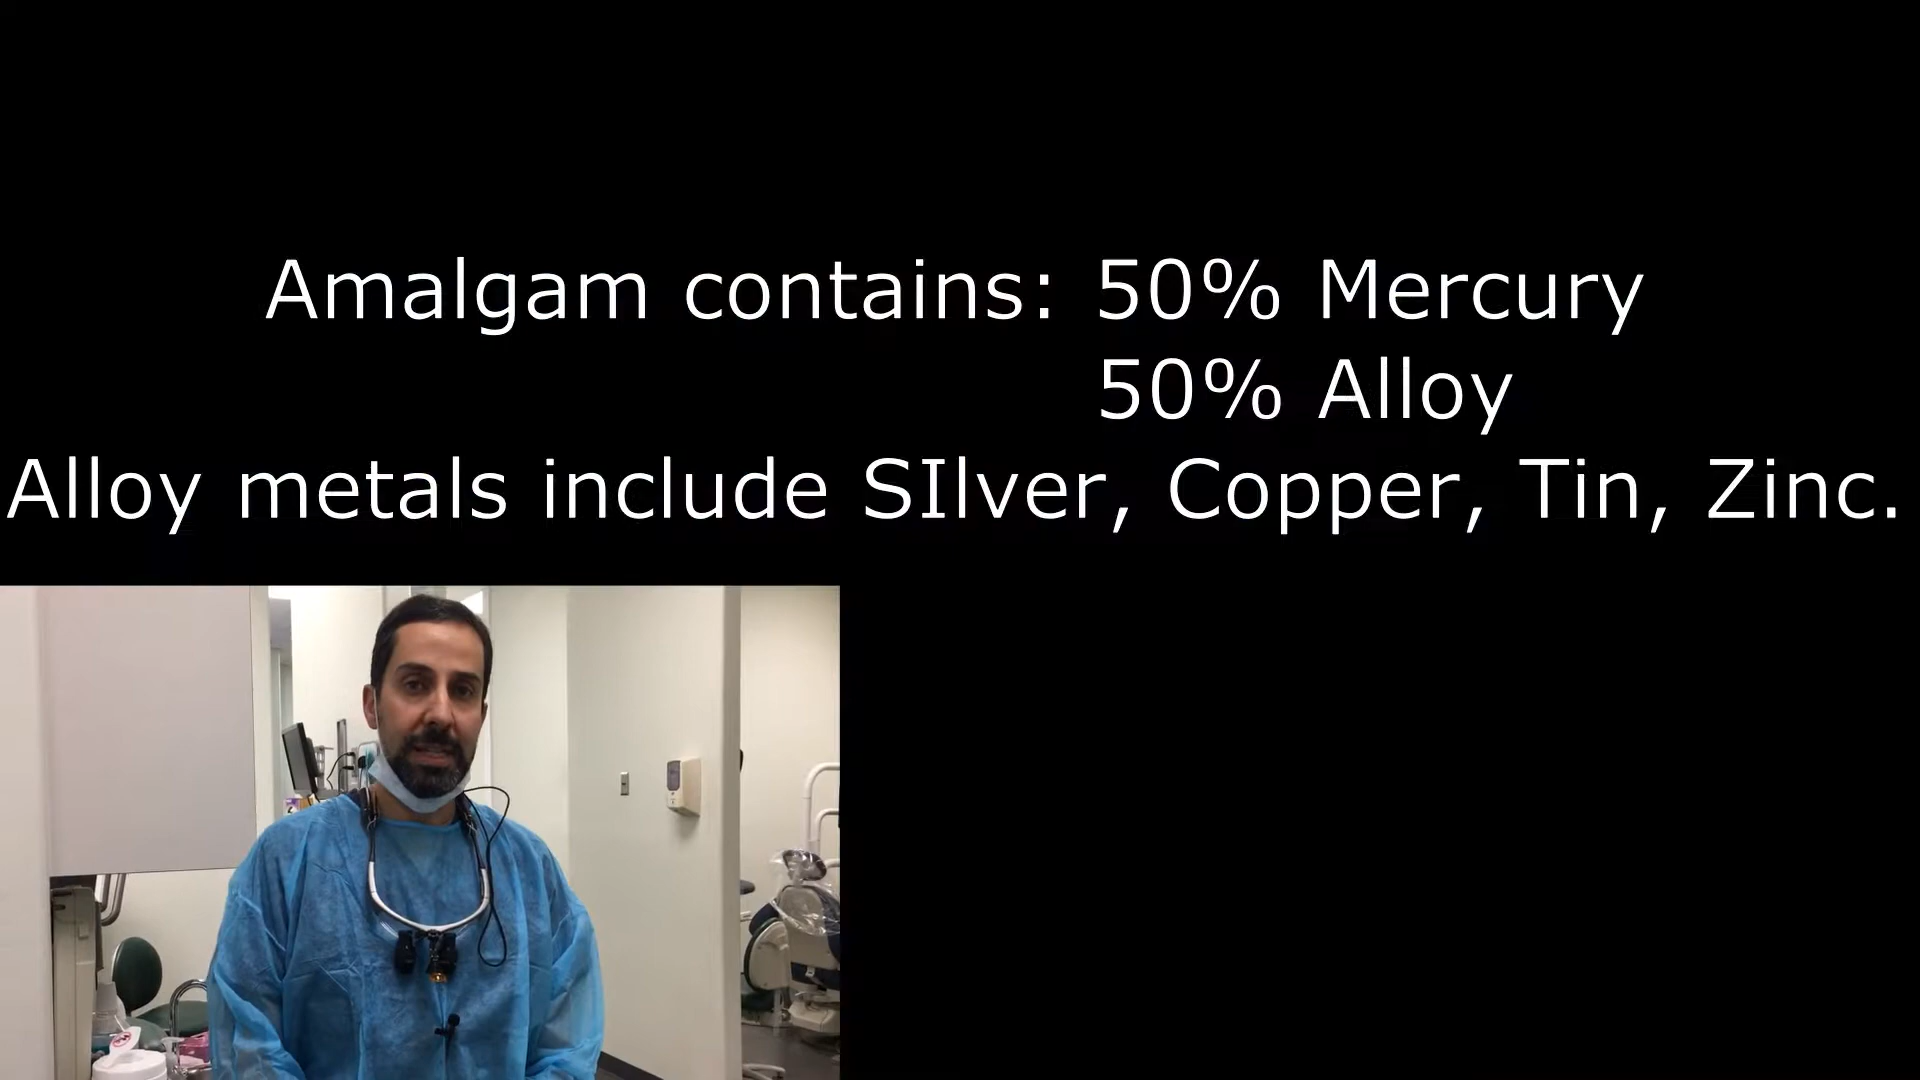 Amalgam contains: 50% Mercury
50% Alloy
Alloy metals include SIlver, Copper, Tin, Zinc.